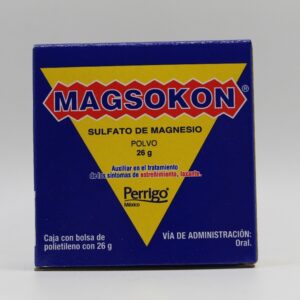 MAGSOKON®
SULFATO DE MAGNESIO
POLVO
26 g
Auxiliar en el tratamiento
de los síntomas de estreñimiento, laxante.
Perrigo®
México
Caja con bolsa de
polietileno con 26 g
VÍA DE ADMINISTRACIÓN:
Oral.